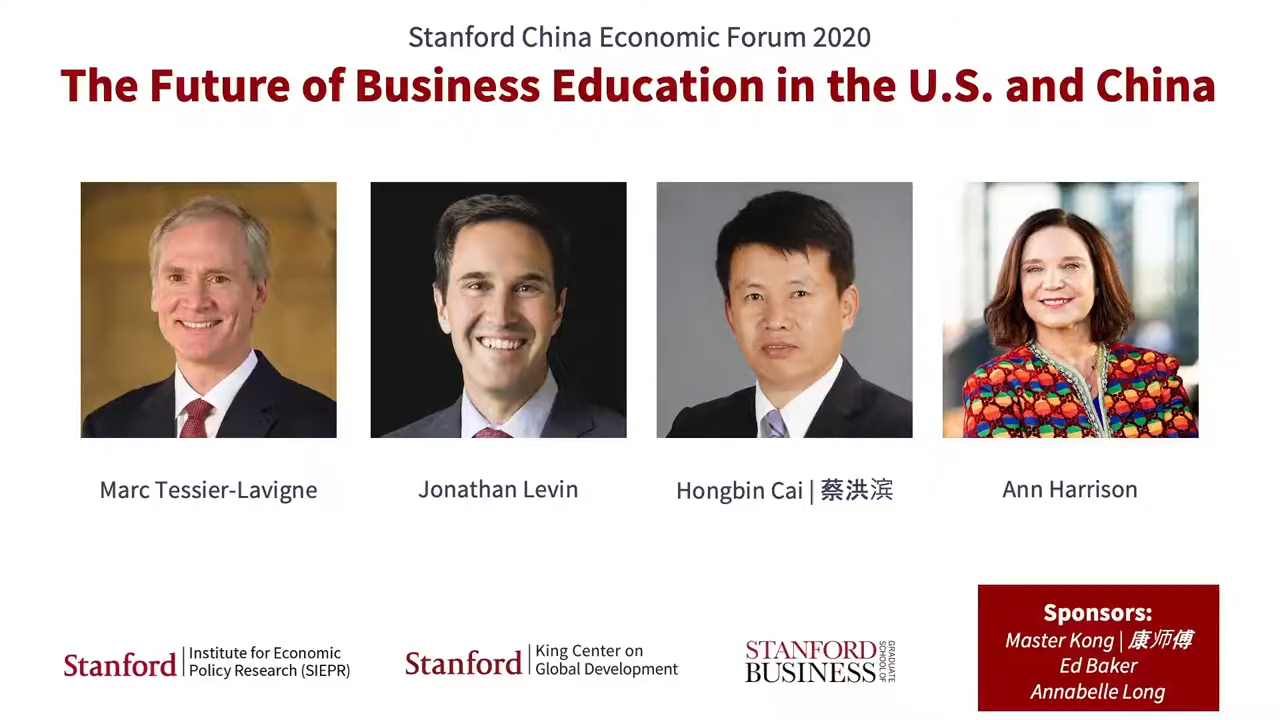 Stanford China Economic Forum 2020
The Future of Business Education in the U.S. and China
Marc Tessier-Lavigne
Jonathan Levin
Hongbin Cai | 蔡洪滨
Ann Harrison
Stanford
Institute for Economic
Policy Research (SIEPR)
Stanford
King Center on
Global Development
STANFORD
BUSINESS
GRADUATE
SCHOOL OF
Sponsors:
Master Kong | 康师傅
Ed Baker
Annabelle Long